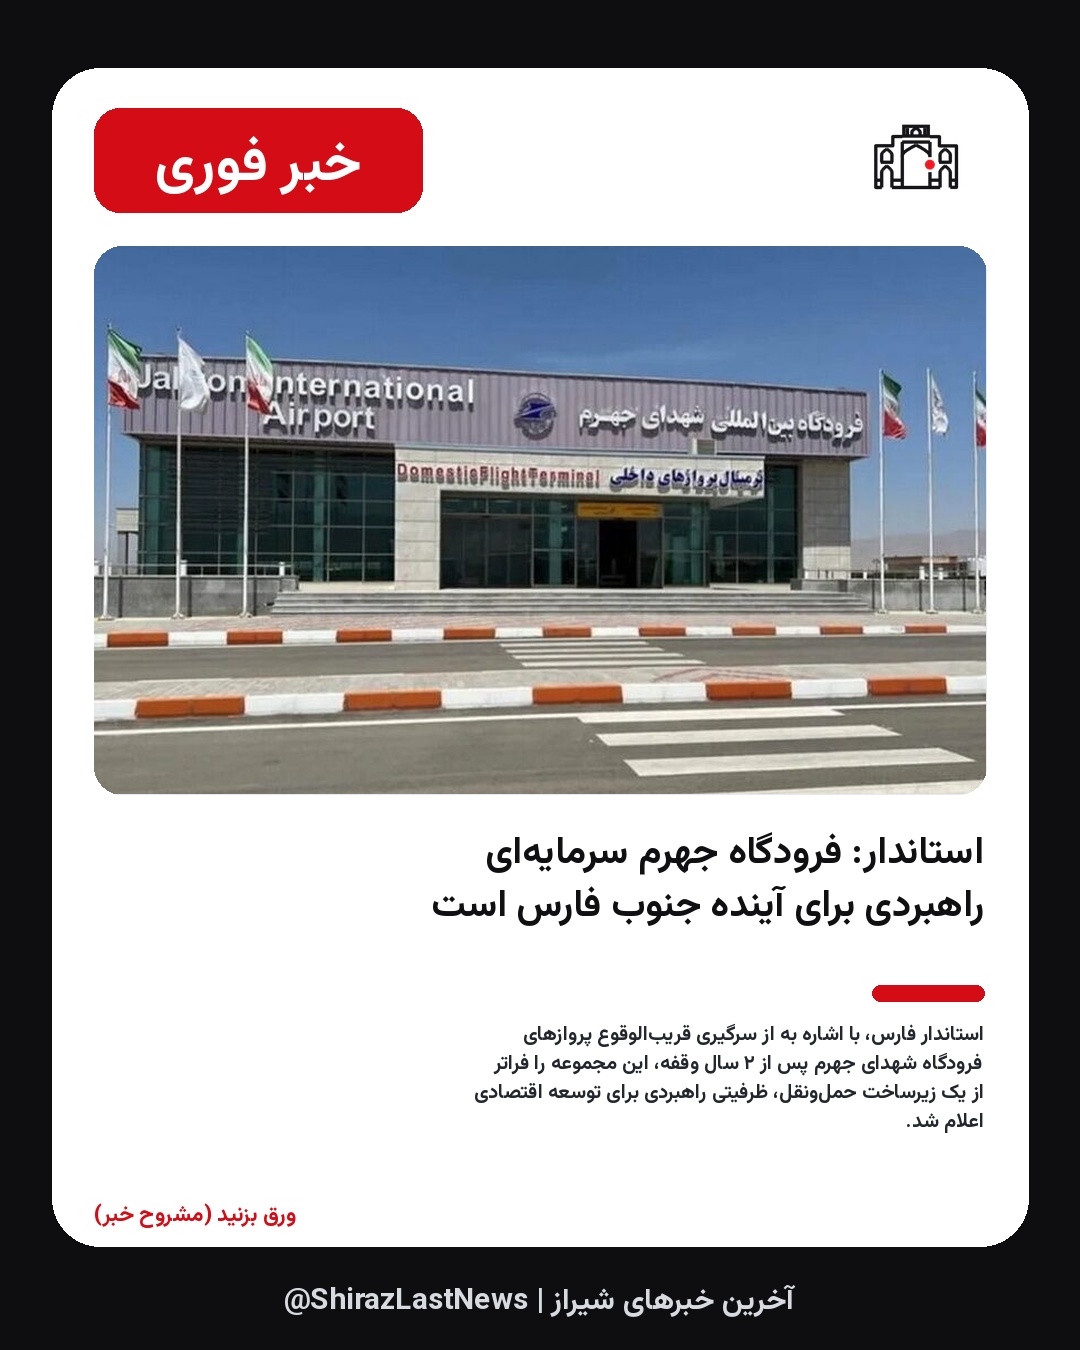 خبر فوری
Jahrom International
Airport
فرودگاه بین‌المللی شهدای جهرم
DomesticFlightTerminal ترمینال پروازهای داخلی
استاندار: فرودگاه جهرم سرمایه‌ای
راهبردی برای آینده جنوب فارس است
استاندار فارس، با اشاره به از سرگیری قریب‌الوقوع پروازهای
فرودگاه شهدای جهرم پس از ۲ سال وقفه، این مجموعه را فراتر
از یک زیرساخت حمل‌ونقل، ظرفیتی راهبردی برای توسعه اقتصادی
اعلام شد.
ورق بزنید (مشروح خبر)
آخرین خبرهای شیراز | @ShirazLastNews